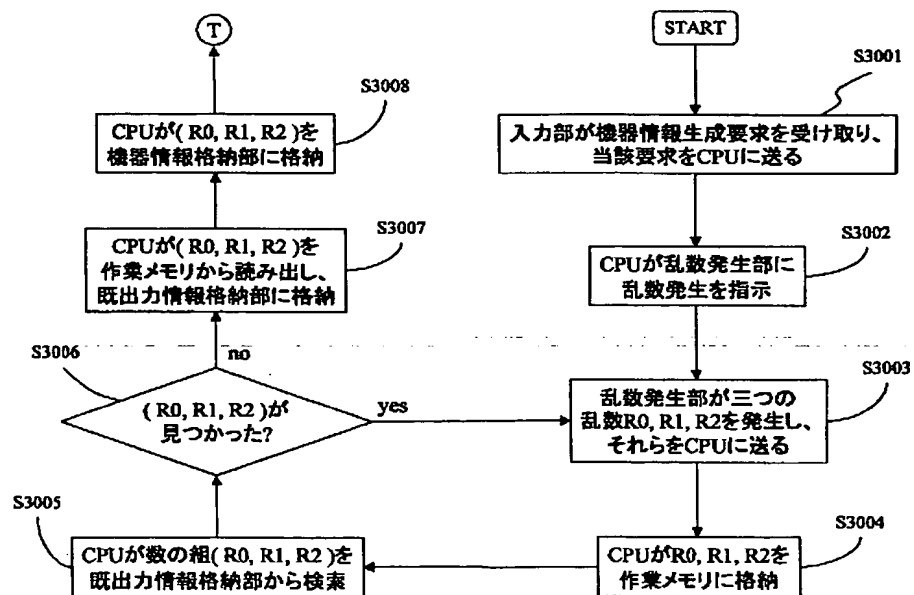 START
S3001
入力部が機器情報生成要求を受け取り、
当該要求をCPUに送る
S3002
CPUが乱数発生部に
乱数発生を指示
S3003
乱数発生部が三つの
乱数R0, R1, R2を発生し、
それらをCPUに送る
S3004
CPUがR0, R1, R2を
作業メモリに格納
S3005
CPUが数の組( R0, R1, R2 )を
既出力情報格納部から検索
S3006
( R0, R1, R2 )が
見つかった?
yes
no
S3007
CPUが( R0, R1, R2 )を
作業メモリから読み出し、
既出力情報格納部に格納
S3008
CPUが( R0, R1, R2 )を
機器情報格納部に格納
T